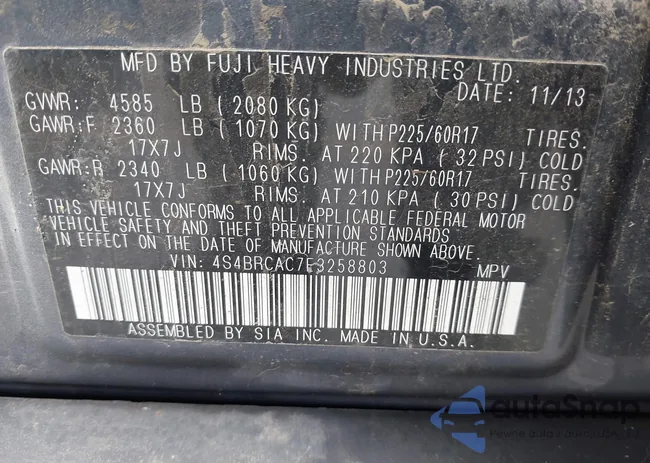 MFD BY FUJI HEAVY INDUSTRIES LTD.
DATE: 11/13
GVWR: 4585 LB ( 2080 KG)
GAWR:F 2360 LB ( 1070 KG) WITH P225/60R17 TIRES.
17X7J RIMS. AT 220 KPA ( 32 PSI) COLD
GAWR:R 2340 LB ( 1060 KG) WITH P225/60R17 TIRES.
17X7J RIMS. AT 210 KPA ( 30 PSI) COLD
THIS VEHICLE CONFORMS TO ALL APPLICABLE FEDERAL MOTOR
VEHICLE SAFETY AND THEFT PREVENTION STANDARDS
IN EFFECT ON THE DATE OF MANUFACTURE SHOWN ABOVE.
VIN: 4S4BRCAC7E3258803 MPV
ASSEMBLED BY SIA INC. MADE IN U.S.A.
autoSnap
Pewne auta z